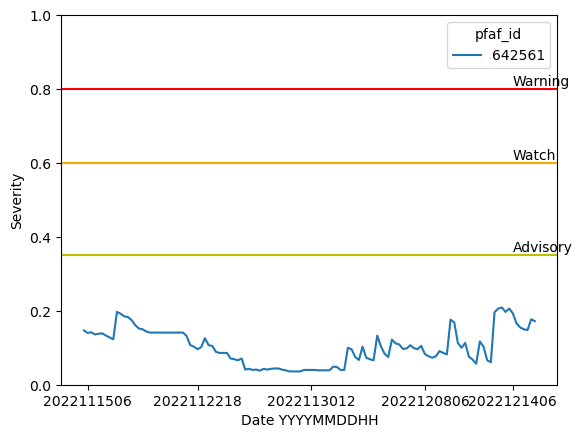 pfaf_id
642561
1.0
0.8
0.6
0.4
0.2
0.0
Severity
Warning
Watch
Advisory
2022111506
2022112218
2022113012
2022120806
2022121406
Date YYYYMMDDHH